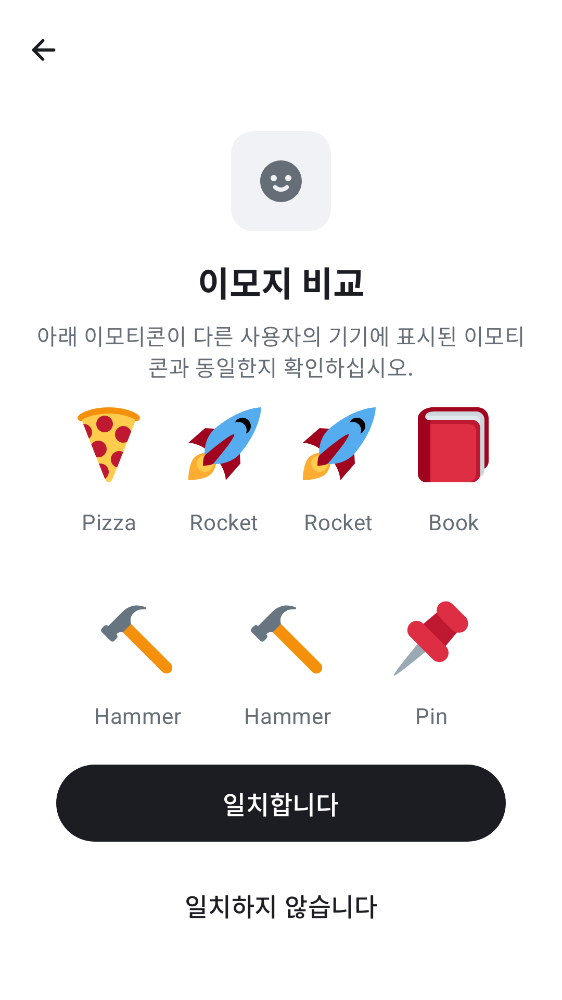 이모지 비교
아래 이모티콘이 다른 사용자의 기기에 표시된 이모티
콘과 동일한지 확인하십시오.
Pizza Rocket Rocket Book
Hammer Hammer Pin
일치합니다
일치하지 않습니다